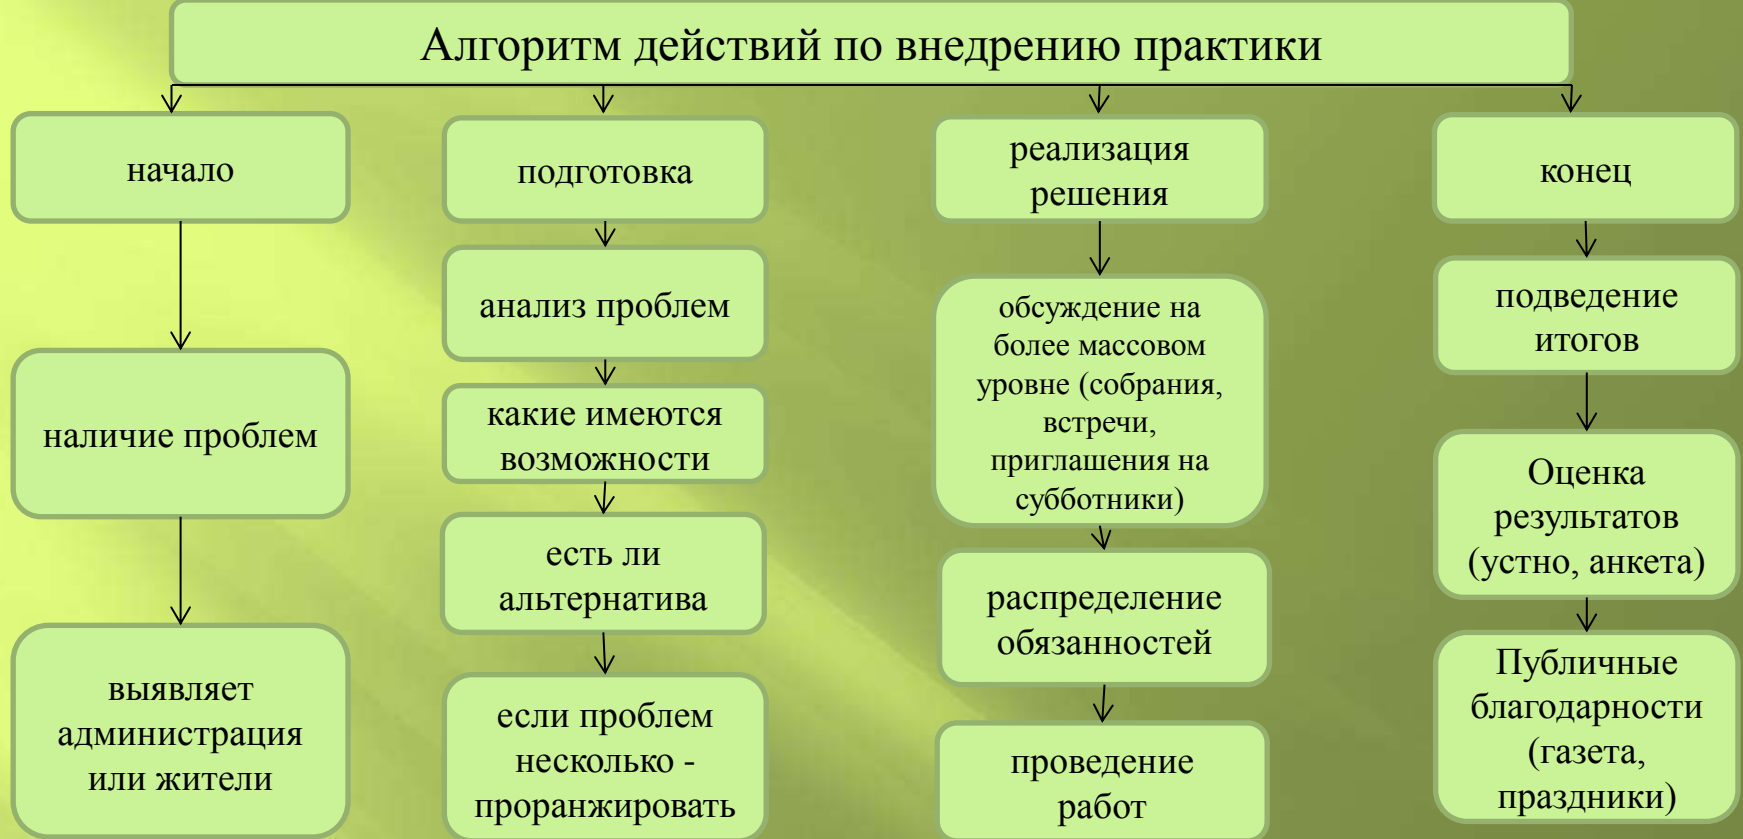 Алгоритм действий по внедрению практики
начало
наличие проблем
выявляет
администрация
или жители
подготовка
анализ проблем
какие имеются
возможности
есть ли
альтернатива
если проблем
несколько -
проранжировать
реализация
решения
обсуждение на
более массовом
уровне (собрания,
встречи,
приглашения на
субботники)
распределение
обязанностей
проведение
работ
конец
подведение
итогов
Оценка
результатов
(устно, анкета)
Публичные
благодарности
(газета,
праздники)